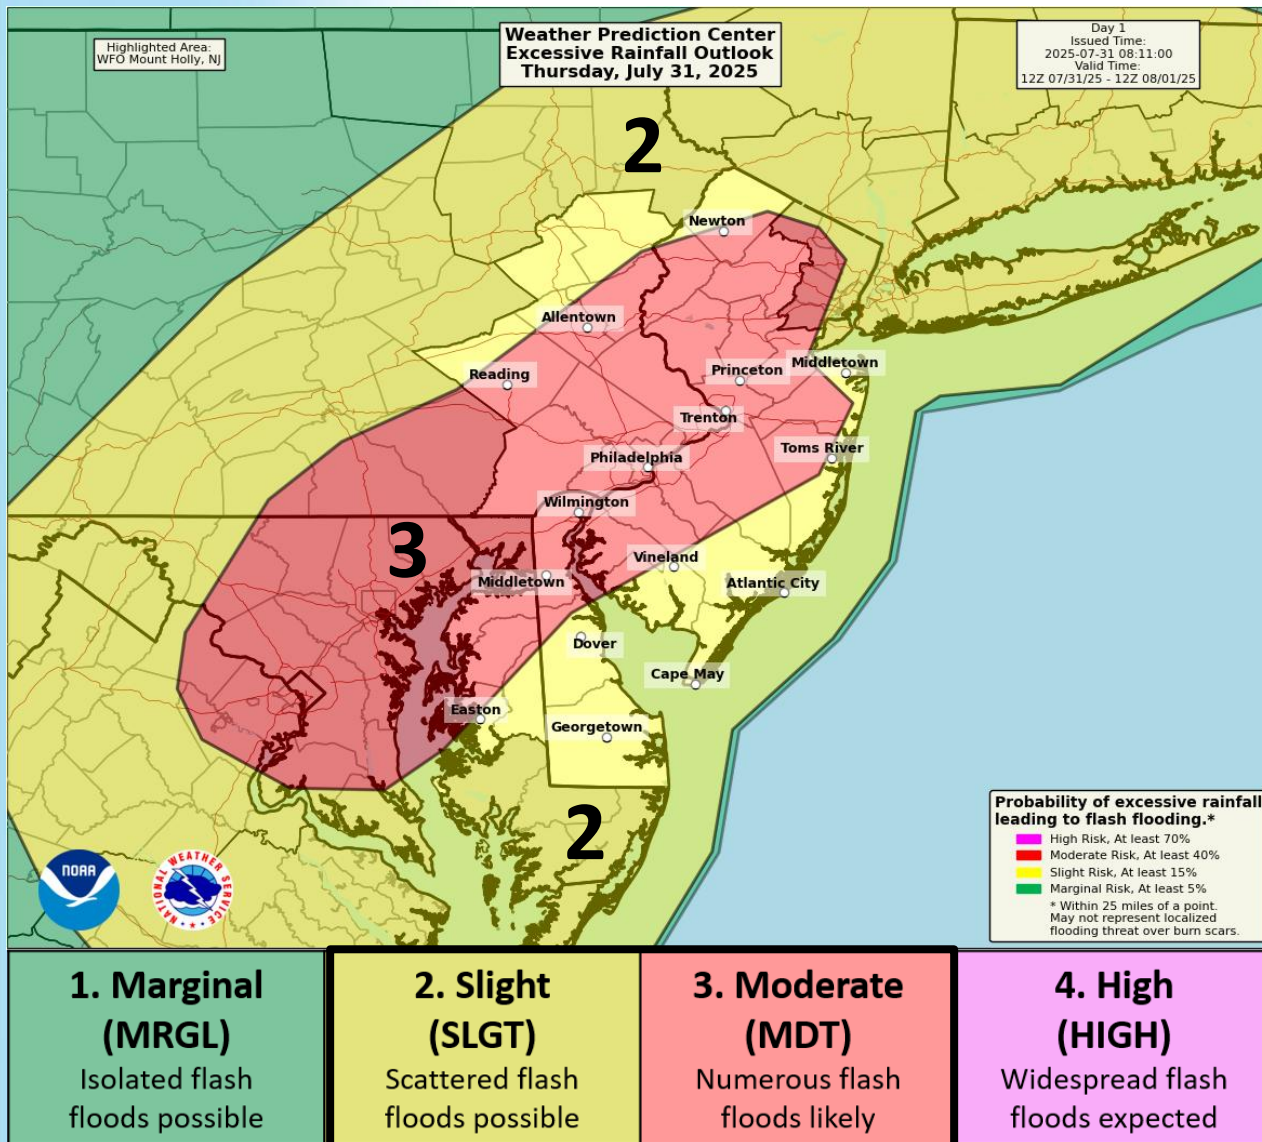 Highlighted Area:
WFO Mount Holly, NJ
Weather Prediction Center
Excessive Rainfall Outlook
Thursday, July 31, 2025
Day 1
Issued Time:
2025-07-31 08:11:00
Valid Time:
12Z 07/31/25 - 12Z 08/01/25
2
Newton
Allentown
Reading
Princeton
Middletown
Trenton
Toms River
Philadelphia
Wilmington
3
Vineland
Middletown
Atlantic City
Dover
Cape May
Easton
Georgetown
2
Probability of excessive rainfall
leading to flash flooding.*
High Risk, At least 70%
Moderate Risk, At least 40%
Slight Risk, At least 15%
Marginal Risk, At least 5%
* Within 25 miles of a point.
May not represent localized
flooding threat over burn scars.
NOAA
NATIONAL WEATHER SERVICE
1. Marginal
(MRGL)
Isolated flash
floods possible
2. Slight
(SLGT)
Scattered flash
floods possible
3. Moderate
(MDT)
Numerous flash
floods likely
4. High
(HIGH)
Widespread flash
floods expected